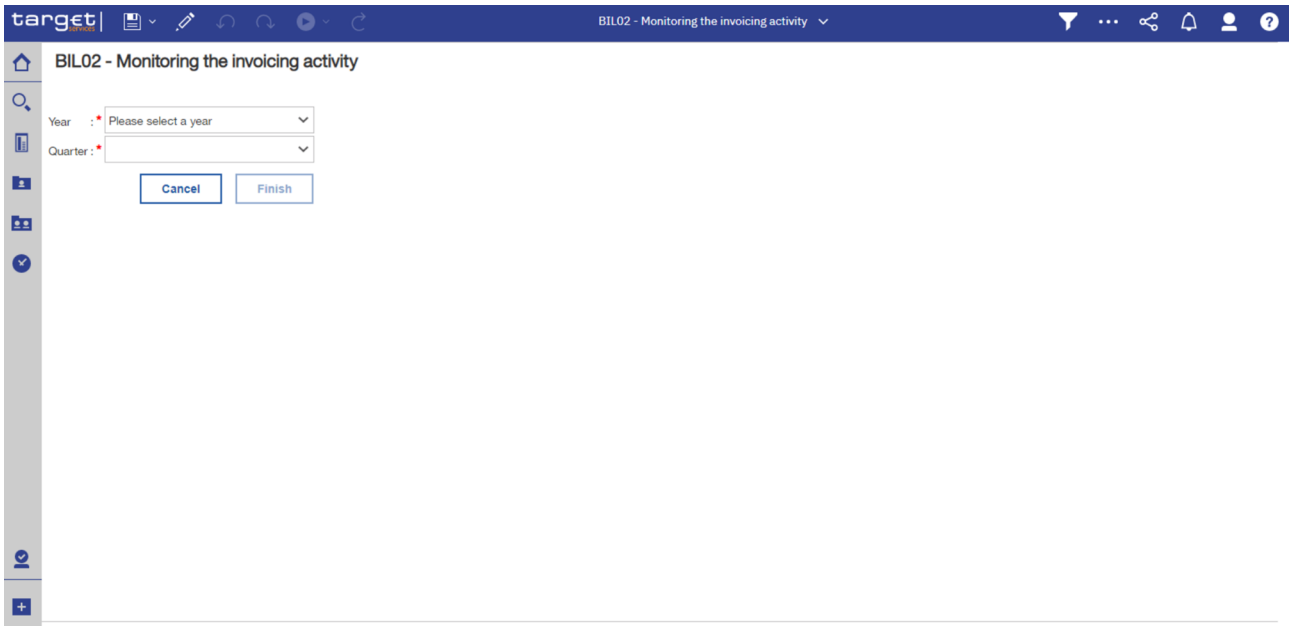 target|
services
BIL02 - Monitoring the invoicing activity
BIL02 - Monitoring the invoicing activity
Year :* Please select a year
Quarter : *
Cancel Finish